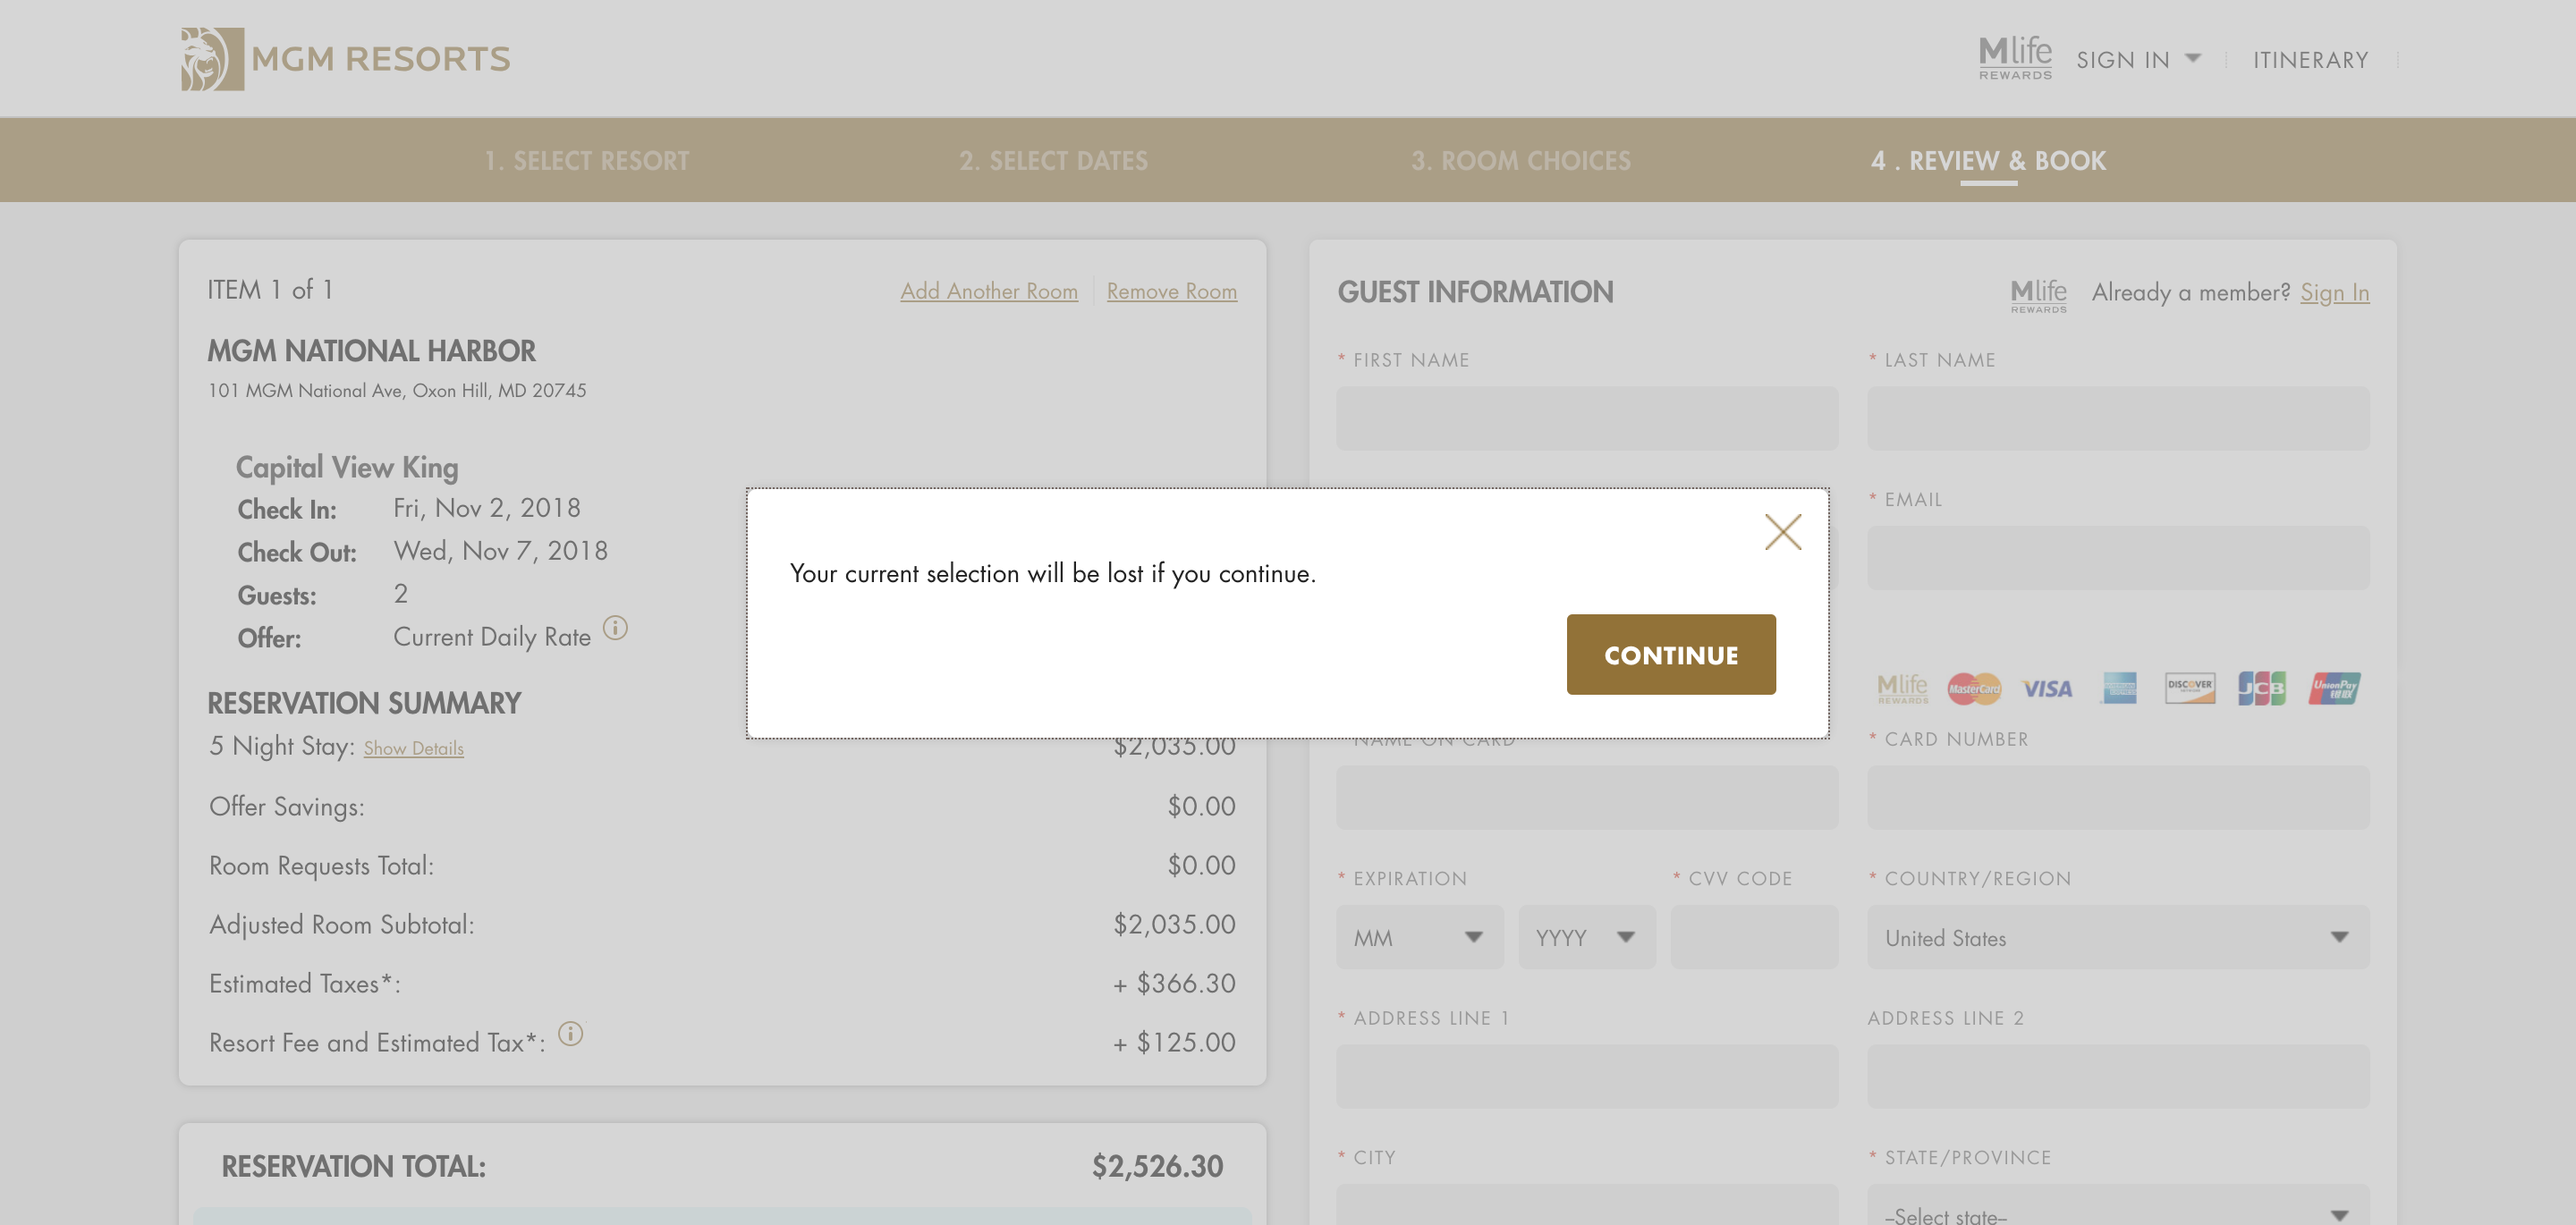 MGM RESORTS
Mlife REWARDS SIGN IN ITINERARY
1. SELECT RESORT 2. SELECT DATES 3. ROOM CHOICES 4 . REVIEW & BOOK
ITEM 1 of 1 Add Another Room Remove Room
MGM NATIONAL HARBOR
101 MGM National Ave, Oxon Hill, MD 20745
Capital View King
Check In: Fri, Nov 2, 2018
Check Out: Wed, Nov 7, 2018
Guests: 2
Offer: Current Daily Rate
RESERVATION SUMMARY
5 Night Stay: Show Details $2,035.00
Offer Savings: $0.00
Room Requests Total: $0.00
Adjusted Room Subtotal: $2,035.00
Estimated Taxes*: + $366.30
Resort Fee and Estimated Tax*: + $125.00
RESERVATION TOTAL: $2,526.30
Your current selection will be lost if you continue.
CONTINUE
GUEST INFORMATION Mlife REWARDS Already a member? Sign In
* FIRST NAME * LAST NAME
* EMAIL
Mlife REWARDS MasterCard VISA DISCOVER JCB UnionPay
NAME ON CARD * CARD NUMBER
* EXPIRATION * CVV CODE * COUNTRY/REGION
MM YYYY United States
* ADDRESS LINE 1 ADDRESS LINE 2
* CITY * STATE/PROVINCE
--Select state--